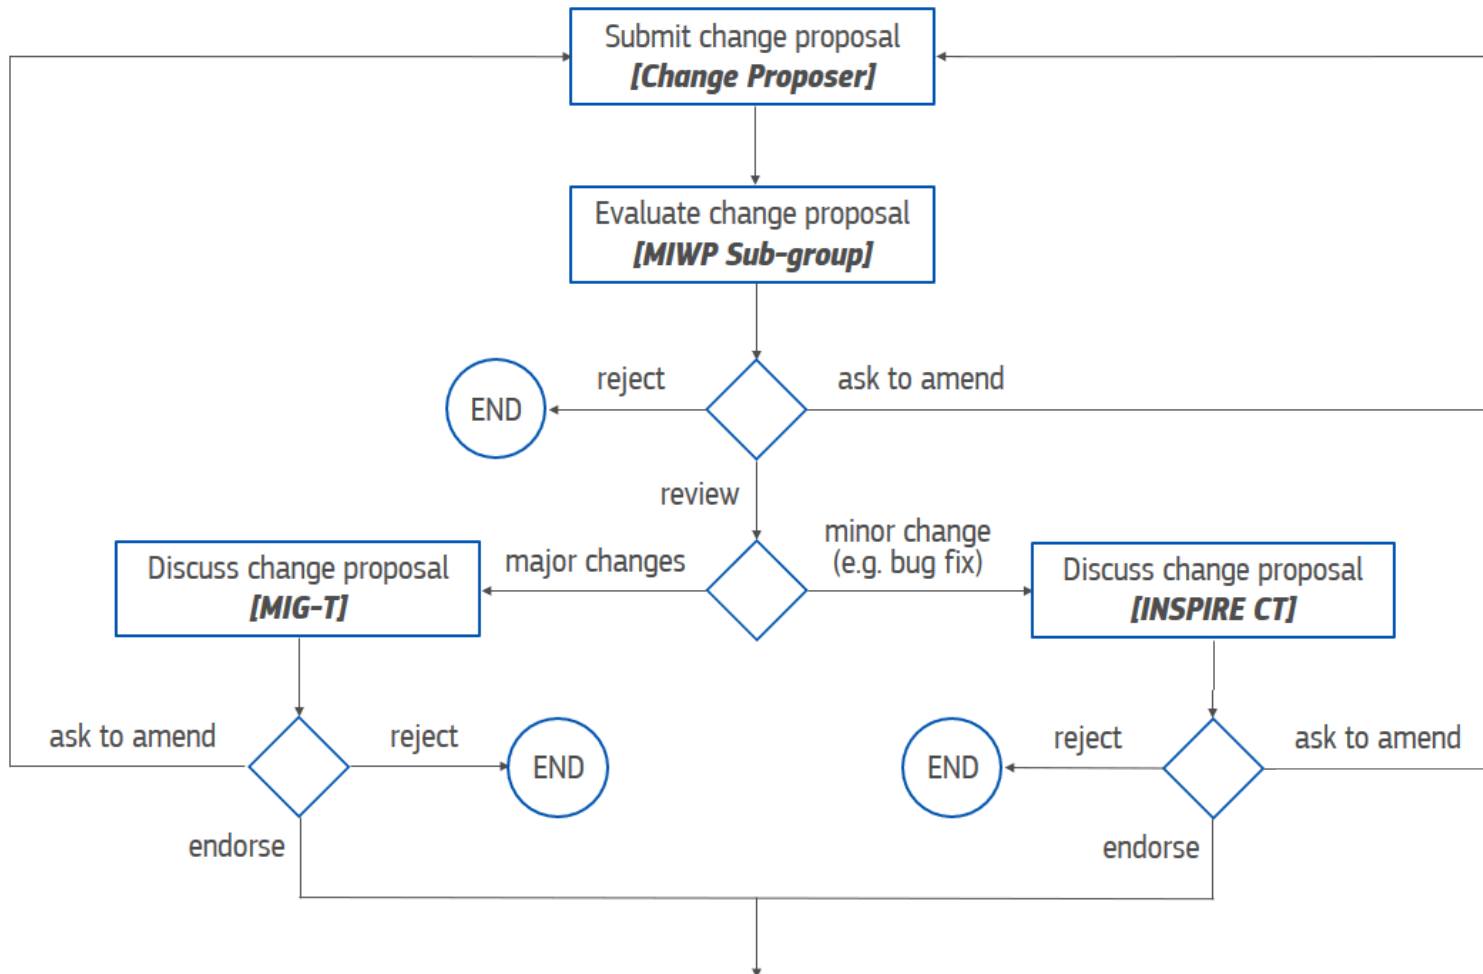 Submit change proposal
[Change Proposer]
Evaluate change proposal
[MIWP Sub-group]
reject
ask to amend
END
review
minor change
(e.g. bug fix)
major changes
Discuss change proposal
[MIG-T]
Discuss change proposal
[INSPIRE CT]
ask to amend
reject
END
reject
END
ask to amend
endorse
endorse